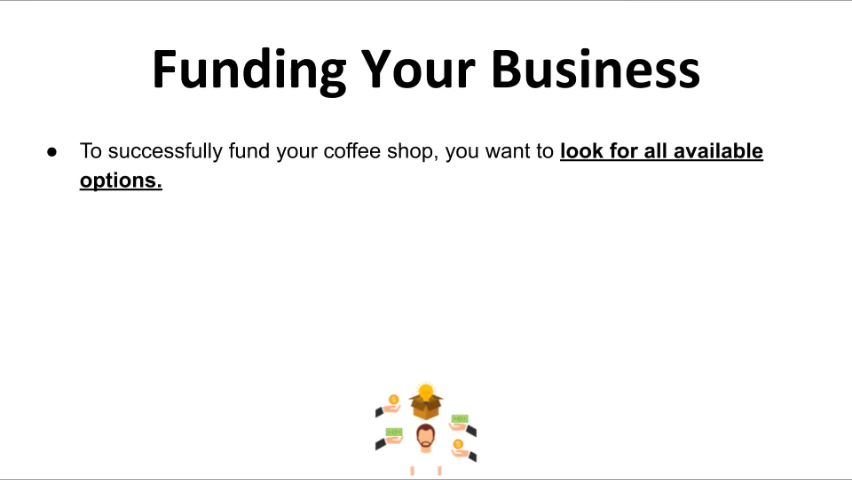 Funding Your Business
● To successfully fund your coffee shop, you want to look for all available
options.